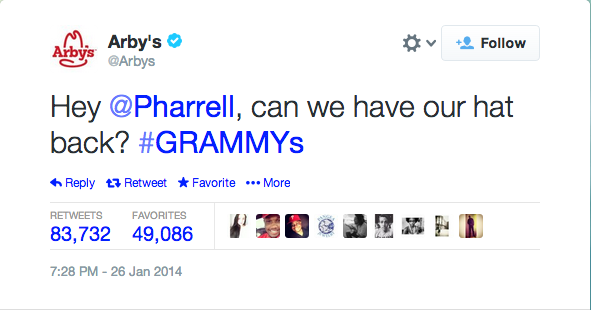 Arby's
Arby's
@Arbys
Follow
Hey @Pharrell, can we have our hat
back? #GRAMMYs
Reply Retweet Favorite More
RETWEETS FAVORITES
83,732 49,086
7:28 PM - 26 Jan 2014